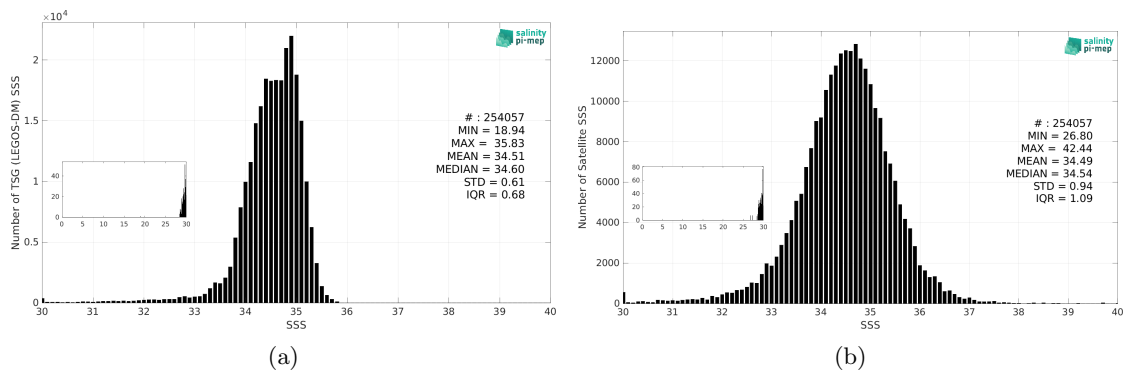 ×10⁴
salinity
pi-mep
# : 254057
MIN = 18.94
MAX = 35.83
MEAN = 34.51
MEDIAN = 34.60
STD = 0.61
IQR = 0.68
Number of TSG (LEGOS-DM) SSS
2
1.5
1
0.5
0
40
20
0
0 5 10 15 20 25 30
30 31 32 33 34 35 36 37 38 39 40
SSS
(a)
salinity
pi-mep
# : 254057
MIN = 26.80
MAX = 42.44
MEAN = 34.49
MEDIAN = 34.54
STD = 0.94
IQR = 1.09
Number of Satellite SSS
12000
10000
8000
6000
4000
2000
0
80
60
40
20
0
0 5 10 15 20 25 30
30 31 32 33 34 35 36 37 38 39 40
SSS
(b)